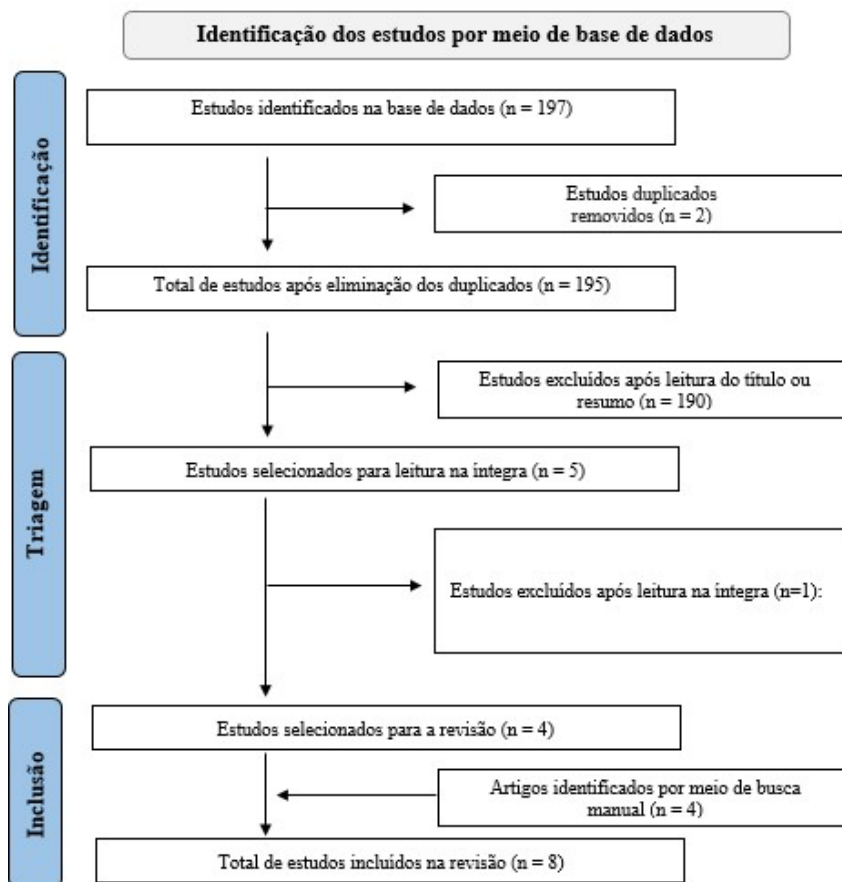 Identificação dos estudos por meio de base de dados
Identificação
Estudos identificados na base de dados (n = 197)
Estudos duplicados
removidos (n = 2)
Total de estudos após eliminação dos duplicados (n = 195)
Triagem
Estudos excluídos após leitura do título ou
resumo (n = 190)
Estudos selecionados para leitura na íntegra (n = 5)
Estudos excluídos após leitura na íntegra (n=1):
Inclusão
Estudos selecionados para a revisão (n = 4)
Artigos identificados por meio de busca
manual (n = 4)
Total de estudos incluídos na revisão (n = 8)